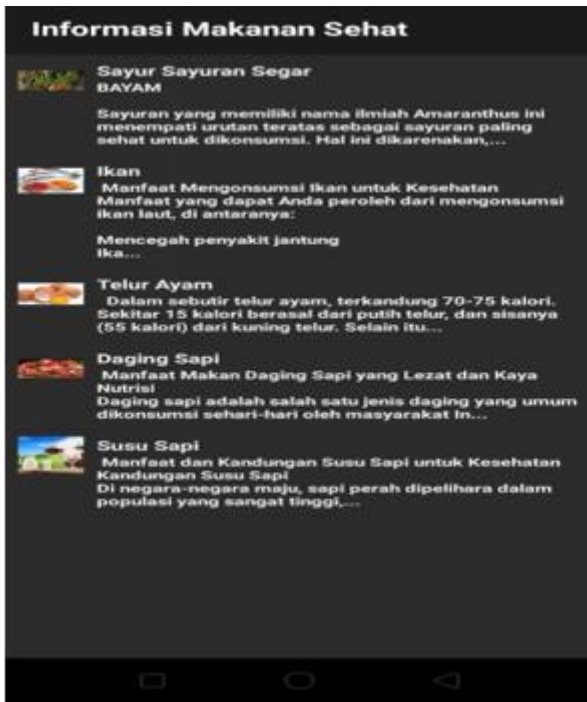 Informasi Makanan Sehat
Sayur Sayuran Segar
BAYAM
Sayuran yang memiliki nama ilmiah Amaranthus ini
menempati urutan teratas sebagai sayuran paling
sehat untuk dikonsumsi. Hal ini dikarenakan,...
Ikan
Manfaat Mengonsumsi Ikan untuk Kesehatan
Manfaat yang dapat Anda peroleh dari mengonsumsi
ikan laut, di antaranya:
Mencegah penyakit jantung
Ika...
Telur Ayam
Dalam sebutir telur ayam, terkandung 70-75 kalori.
Sekitar 15 kalori berasal dari putih telur, dan sisanya
(55 kalori) dari kuning telur. Selain itu...
Daging Sapi
Manfaat Makan Daging Sapi yang Lezat dan Kaya
Nutrisi
Daging sapi adalah salah satu jenis daging yang umum
dikonsumsi sehari-hari oleh masyarakat In...
Susu Sapi
Manfaat dan Kandungan Susu Sapi untuk Kesehatan
Kandungan Susu Sapi
Di negara-negara maju, sapi perah dipelihara dalam
populasi yang sangat tinggi,...